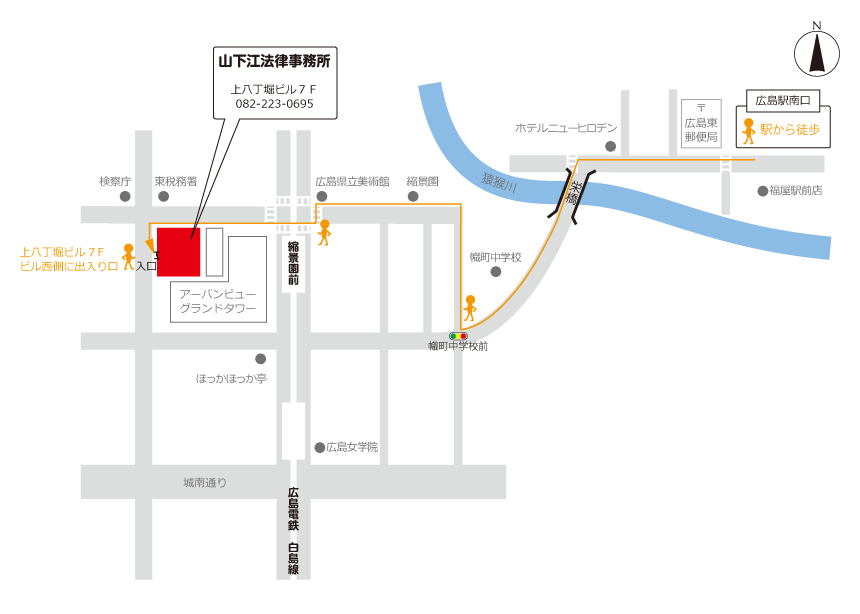 N
山下江法律事務所
上八丁堀ビル7F
082-223-0695
広島駅南口
駅から徒歩
〒
広島東
郵便局
ホテルニューヒロデン
検察庁
東税務署
広島県立美術館
縮景園
猿猴川
栄橋
福屋駅前店
上八丁堀ビル7F
ビル西側に出入り口
入口
縮景園前
幟町中学校
アーバンビュー
グランドタワー
幟町中学校前
ほっかほっか亭
広島女学院
城南通り
広島電鉄 白島線